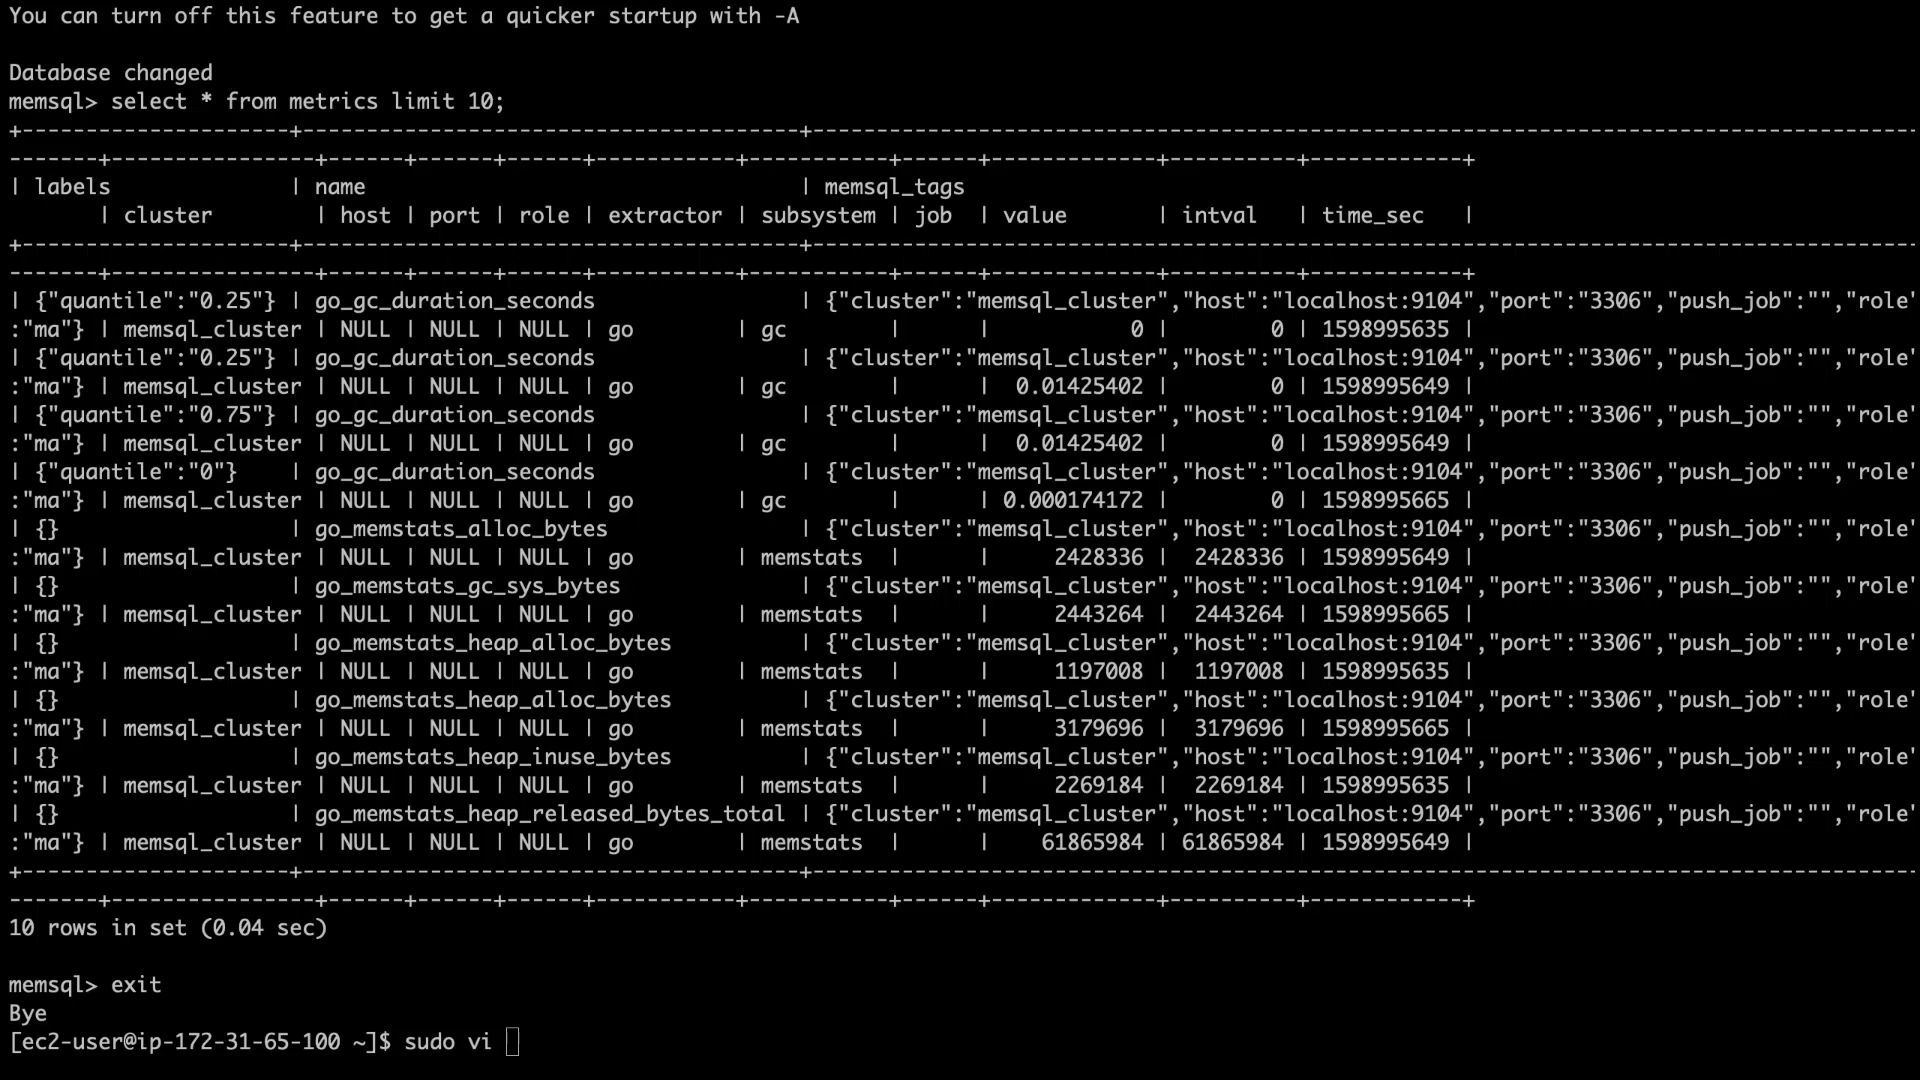 You can turn off this feature to get a quicker startup with -A
Database changed
memsql> select * from metrics limit 10;
+---------------------+---------------------------------------+---------------------------------------------------------------------------------------
-------+----------------+------+------+------+-----------+-----------+------+-------------+----------+------------+
| labels              | name                                  | memsql_tags
       | cluster        | host | port | role | extractor | subsystem | job  | value       | intval   | time_sec   |
+---------------------+---------------------------------------+---------------------------------------------------------------------------------------
-------+----------------+------+------+------+-----------+-----------+------+-------------+----------+------------+
| {"quantile":"0.25"} | go_gc_duration_seconds                | {"cluster":"memsql_cluster","host":"localhost:9104","port":"3306","push_job":"","role"
:"ma"} | memsql_cluster | NULL | NULL | NULL | go        | gc        |      |           0 |        0 | 1598995635 |
| {"quantile":"0.25"} | go_gc_duration_seconds                | {"cluster":"memsql_cluster","host":"localhost:9104","port":"3306","push_job":"","role"
:"ma"} | memsql_cluster | NULL | NULL | NULL | go        | gc        |      |  0.01425402 |        0 | 1598995649 |
| {"quantile":"0.75"} | go_gc_duration_seconds                | {"cluster":"memsql_cluster","host":"localhost:9104","port":"3306","push_job":"","role"
:"ma"} | memsql_cluster | NULL | NULL | NULL | go        | gc        |      |  0.01425402 |        0 | 1598995649 |
| {"quantile":"0"}    | go_gc_duration_seconds                | {"cluster":"memsql_cluster","host":"localhost:9104","port":"3306","push_job":"","role"
:"ma"} | memsql_cluster | NULL | NULL | NULL | go        | gc        |      | 0.000174172 |        0 | 1598995665 |
| {}                  | go_memstats_alloc_bytes               | {"cluster":"memsql_cluster","host":"localhost:9104","port":"3306","push_job":"","role"
:"ma"} | memsql_cluster | NULL | NULL | NULL | go        | memstats  |      |     2428336 |  2428336 | 1598995649 |
| {}                  | go_memstats_gc_sys_bytes              | {"cluster":"memsql_cluster","host":"localhost:9104","port":"3306","push_job":"","role"
:"ma"} | memsql_cluster | NULL | NULL | NULL | go        | memstats  |      |     2443264 |  2443264 | 1598995665 |
| {}                  | go_memstats_heap_alloc_bytes          | {"cluster":"memsql_cluster","host":"localhost:9104","port":"3306","push_job":"","role"
:"ma"} | memsql_cluster | NULL | NULL | NULL | go        | memstats  |      |     1197008 |  1197008 | 1598995635 |
| {}                  | go_memstats_heap_alloc_bytes          | {"cluster":"memsql_cluster","host":"localhost:9104","port":"3306","push_job":"","role"
:"ma"} | memsql_cluster | NULL | NULL | NULL | go        | memstats  |      |     3179696 |  3179696 | 1598995665 |
| {}                  | go_memstats_heap_inuse_bytes          | {"cluster":"memsql_cluster","host":"localhost:9104","port":"3306","push_job":"","role"
:"ma"} | memsql_cluster | NULL | NULL | NULL | go        | memstats  |      |     2269184 |  2269184 | 1598995635 |
| {}                  | go_memstats_heap_released_bytes_total | {"cluster":"memsql_cluster","host":"localhost:9104","port":"3306","push_job":"","role"
:"ma"} | memsql_cluster | NULL | NULL | NULL | go        | memstats  |      |    61865984 | 61865984 | 1598995649 |
+---------------------+---------------------------------------+---------------------------------------------------------------------------------------
-------+----------------+------+------+------+-----------+-----------+------+-------------+----------+------------+
10 rows in set (0.04 sec)
memsql> exit
Bye
[ec2-user@ip-172-31-65-100 ~]$ sudo vi